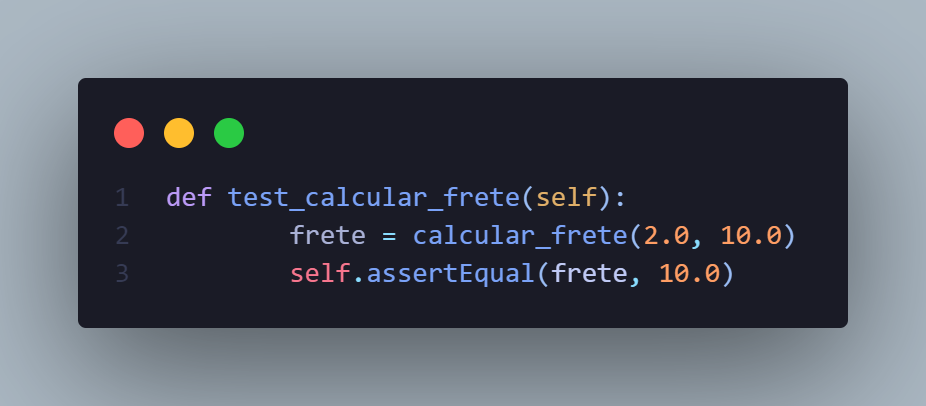 1 def test_calcular_frete(self):
2 frete = calcular_frete(2.0, 10.0)
3 self.assertEqual(frete, 10.0)